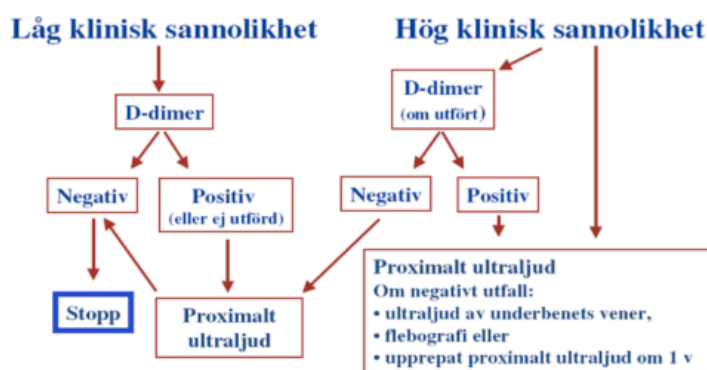 Låg klinisk sannolikhet
Hög klinisk sannolikhet
D-dimer
D-dimer
(om utfört)
Negativ
Positiv
(eller ej utförd)
Negativ
Positiv
Stopp
Proximalt
ultraljud
Proximalt ultraljud
Om negativt utfall:
• ultraljud av underbenets vener,
• flebografi eller
• upprepat proximalt ultraljud om 1 v